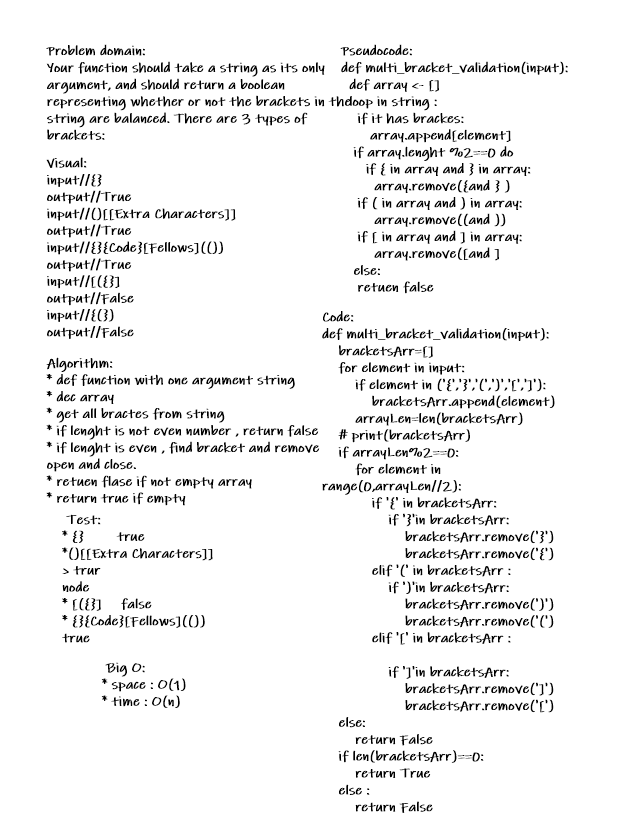 Problem domain:
Your function should take a string as its only
argument, and should return a boolean
representing whether or not the brackets in the
string are balanced. There are 3 types of
brackets:
Visual:
input//{}
output//True
input//()[[Extra Characters]]
output//True
input//{}{Code}[Fellows](())
output//True
input//[({}]
output//False
input//{(})
output//False
Algorithm:
* def function with one argument string
* dec array
* get all bractes from string
* if lenght is not even number , return false
* if lenght is even , find bracket and remove
open and close.
* retuen flase if not empty array
* return true if empty
Test:
* {} true
*()[[Extra Characters]]
> trur
node
* [({}] false
* {}{Code}[Fellows](())
true
Big O:
* space : O(1)
* time : O(n)
Pseudocode:
def multi_bracket_validation(input):
def array <- []
loop in string :
if it has brackes:
array.append[element]
if array.lenght %2==0 do
if { in array and } in array:
array.remove({and } )
if ( in array and ) in array:
array.remove((and ))
if [ in array and ] in array:
array.remove([and ]
else:
retuen false
Code:
def multi_bracket_validation(input):
bracketsArr=[]
for element in input:
if element in ('{','}','(',')','[',']'):
bracketsArr.append(element)
arrayLen=len(bracketsArr)
# print(bracketsArr)
if arrayLen%2==0:
for element in
range(0,arrayLen//2):
if '{' in bracketsArr:
if '}'in bracketsArr:
bracketsArr.remove('}')
bracketsArr.remove('{')
elif '(' in bracketsArr :
if ')'in bracketsArr:
bracketsArr.remove(')')
bracketsArr.remove('(')
elif '[' in bracketsArr :
if ']'in bracketsArr:
bracketsArr.remove(']')
bracketsArr.remove('[')
else:
return False
if len(bracketsArr)==0:
return True
else :
return False